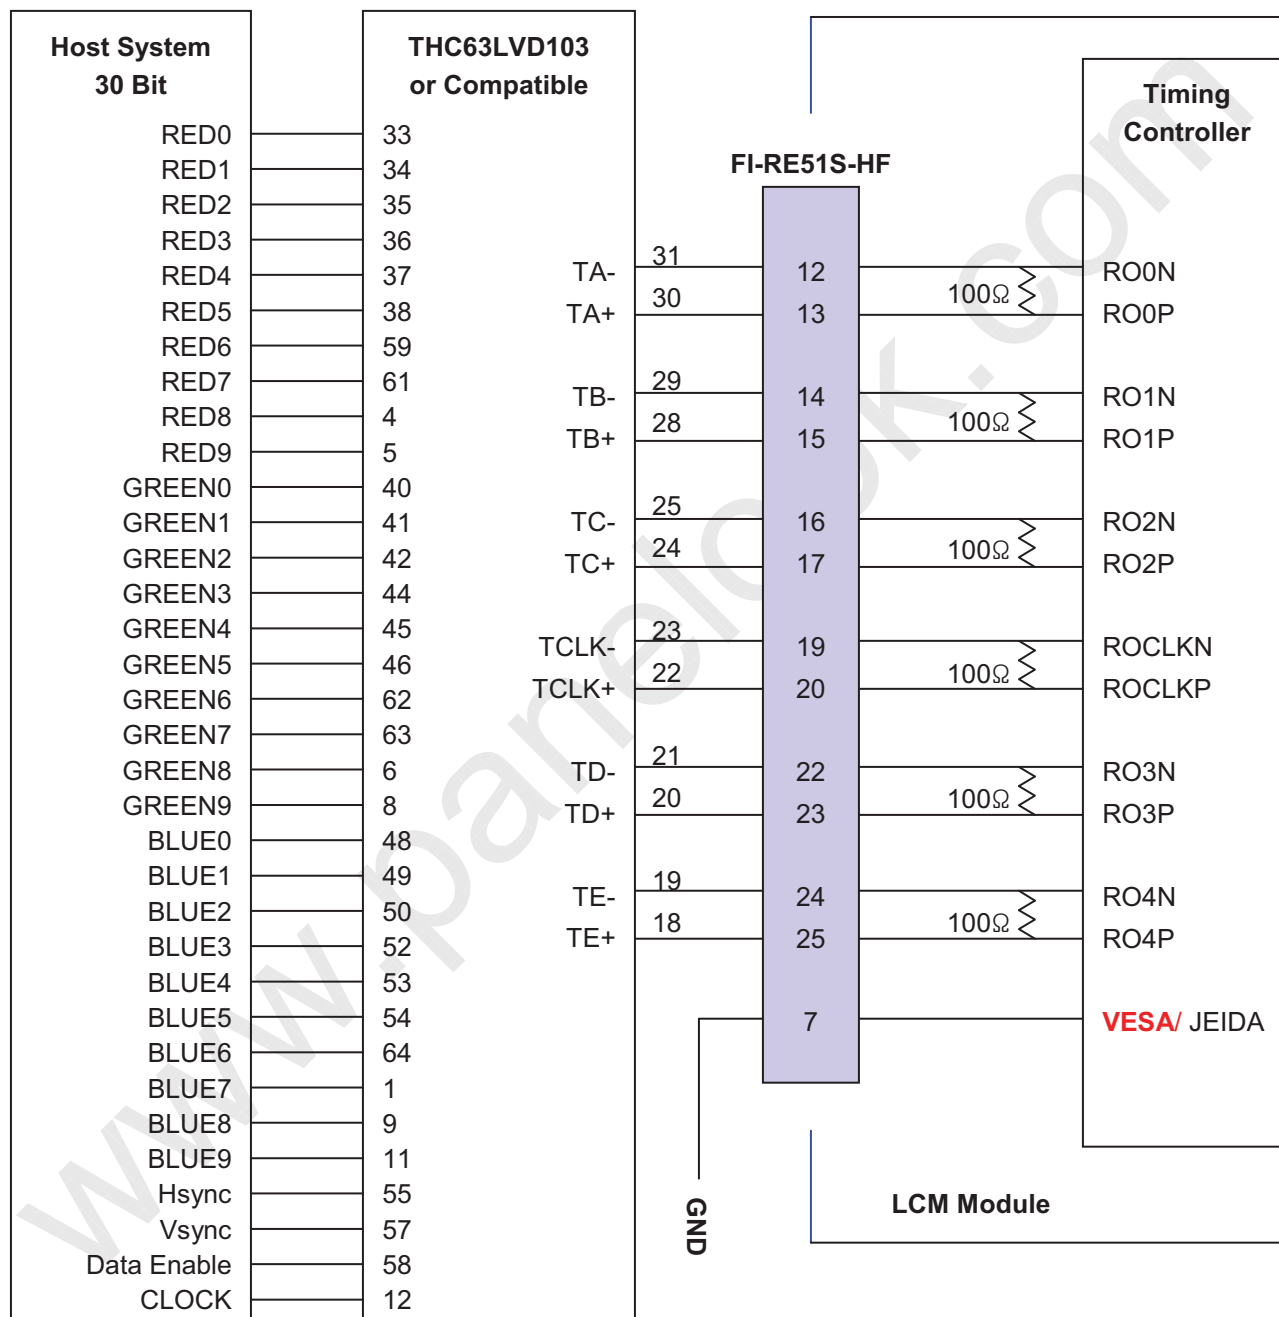 Host System
30 Bit
RED0
RED1
RED2
RED3
RED4
RED5
RED6
RED7
RED8
RED9
GREEN0
GREEN1
GREEN2
GREEN3
GREEN4
GREEN5
GREEN6
GREEN7
GREEN8
GREEN9
BLUE0
BLUE1
BLUE2
BLUE3
BLUE4
BLUE5
BLUE6
BLUE7
BLUE8
BLUE9
Hsync
Vsync
Data Enable
CLOCK
THC63LVD103
or Compatible
33
34
35
36
37
38
59
61
4
5
40
41
42
44
45
46
62
63
6
8
48
49
50
52
53
54
64
1
9
11
55
57
58
12
TA-
TA+
TB-
TB+
TC-
TC+
TCLK-
TCLK+
TD-
TD+
TE-
TE+
31
30
29
28
25
24
23
22
21
20
19
18
GND
FI-RE51S-HF
12
13
14
15
16
17
19
20
22
23
24
25
7
100Ω
100Ω
100Ω
100Ω
100Ω
100Ω
Timing
Controller
RO0N
RO0P
RO1N
RO1P
RO2N
RO2P
ROCLKN
ROCLKP
RO3N
RO3P
RO4N
RO4P
VESA/ JEIDA
LCM Module
www.panelook.com